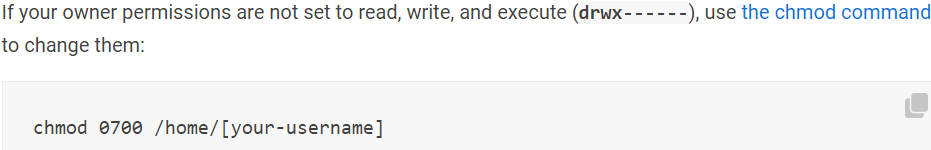 If your owner permissions are not set to read, write, and execute (drwx------), use the chmod command
to change them:
chmod 0700 /home/[your-username]